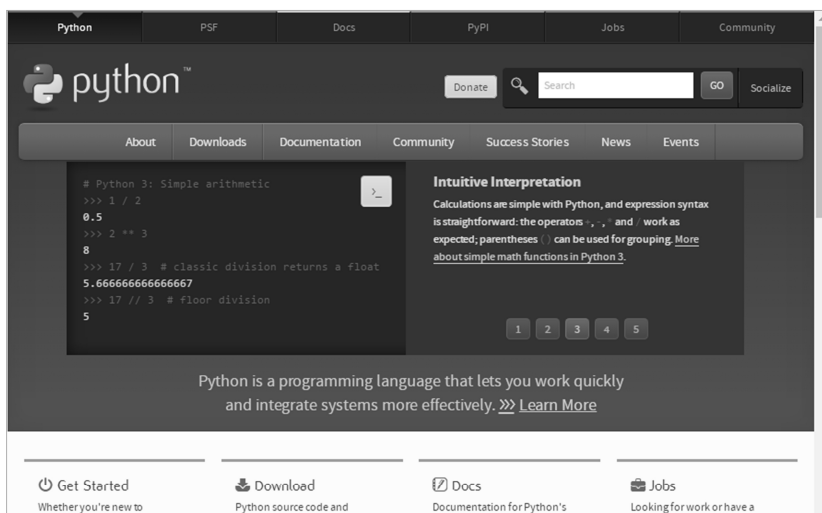 Python PSF Docs PyPI Jobs Community
python™
Donate Search GO Socialize
About Downloads Documentation Community Success Stories News Events
# Python 3: Simple arithmetic
>>> 1 / 2
0.5
>>> 2 ** 3
8
>>> 17 / 3  # classic division returns a float
5.666666666666667
>>> 17 // 3  # floor division
5
>_
Intuitive Interpretation
Calculations are simple with Python, and expression syntax
is straightforward: the operators +, -, * and / work as
expected; parentheses () can be used for grouping. More
about simple math functions in Python 3.
1 2 3 4 5
Python is a programming language that lets you work quickly
and integrate systems more effectively. >>> Learn More
Get Started
Whether you're new to
Download
Python source code and
Docs
Documentation for Python's
Jobs
Looking for work or have a